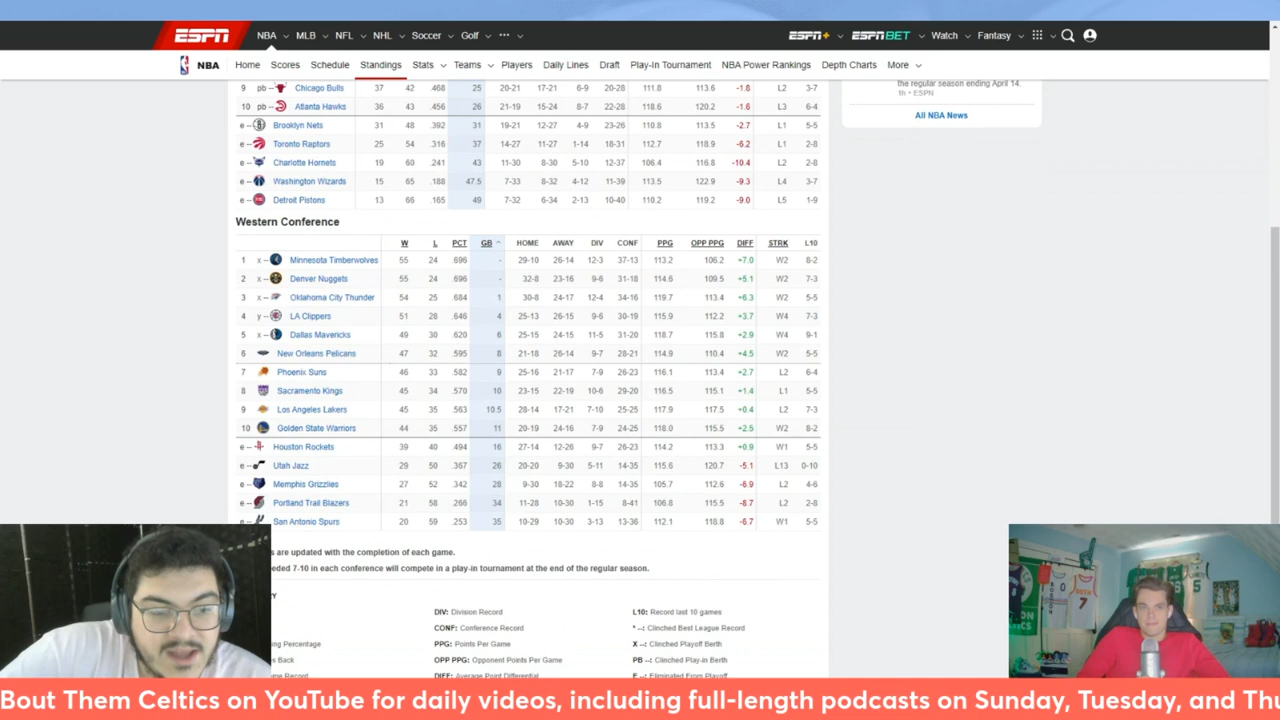 ESPN NBA MLB NFL NHL Soccer Golf ESPN+ ESPN BET Watch Fantasy
NBA Home Scores Schedule Standings Stats Teams Players Daily Lines Draft Play-In Tournament NBA Power Rankings Depth Charts More
the regular season ending April 14.
1h • ESPN
All NBA News
9 pb -- Chicago Bulls 37 42 .468 25 20-21 17-21 6-9 20-28 111.8 113.6 -1.8 L2 3-7
10 pb -- Atlanta Hawks 36 43 .456 26 21-19 15-24 8-7 22-28 118.6 120.2 -1.6 L3 6-4
e -- Brooklyn Nets 31 48 .392 31 19-21 12-27 4-9 23-26 110.8 113.5 -2.7 L1 5-5
e -- Toronto Raptors 25 54 .316 37 14-27 11-27 1-14 18-31 112.7 118.9 -6.2 L1 2-8
e -- Charlotte Hornets 19 60 .241 43 11-30 8-30 5-10 12-37 106.4 116.8 -10.4 L2 2-8
e -- Washington Wizards 15 65 .188 47.5 7-33 8-32 4-12 11-39 113.5 122.9 -9.3 L4 3-7
e -- Detroit Pistons 13 66 .165 49 7-32 6-34 2-13 10-40 110.2 119.2 -9.0 L5 1-9
Western Conference
W L PCT GB HOME AWAY DIV CONF PPG OPP PPG DIFF STRK L10
1 x -- Minnesota Timberwolves 55 24 .696 - 29-10 26-14 12-3 37-13 113.2 106.2 +7.0 W2 8-2
2 x -- Denver Nuggets 55 24 .696 - 32-8 23-16 9-6 31-18 114.6 109.5 +5.1 W2 7-3
3 x -- Oklahoma City Thunder 54 25 .684 1 30-8 24-17 12-4 34-16 119.7 113.4 +6.3 W2 5-5
4 y -- LA Clippers 51 28 .646 4 25-13 26-15 9-6 30-19 115.9 112.2 +3.7 W4 7-3
5 x -- Dallas Mavericks 49 30 .620 6 25-15 24-15 11-5 31-20 118.7 115.8 +2.9 W4 9-1
6 New Orleans Pelicans 47 32 .595 8 21-18 26-14 9-7 28-21 114.9 110.4 +4.5 W2 5-5
7 Phoenix Suns 46 33 .582 9 25-16 21-17 7-9 26-23 116.1 113.4 +2.7 L2 6-4
8 Sacramento Kings 45 34 .570 10 23-15 22-19 10-6 29-20 116.5 115.1 +1.4 L1 5-5
9 Los Angeles Lakers 45 35 .563 10.5 28-14 17-21 7-10 25-25 117.9 117.5 +0.4 L2 7-3
10 Golden State Warriors 44 35 .557 11 20-19 24-16 7-9 24-25 118.0 115.5 +2.5 W2 8-2
e -- Houston Rockets 39 40 .494 16 27-14 12-26 9-7 26-23 114.2 113.3 +0.9 W1 5-5
e -- Utah Jazz 29 50 .367 26 20-20 9-30 5-11 14-35 115.6 120.7 -5.1 L13 0-10
e -- Memphis Grizzlies 27 52 .342 28 9-30 18-22 8-8 14-35 105.7 112.6 -6.9 L2 4-6
e -- Portland Trail Blazers 21 58 .266 34 11-28 10-30 1-15 8-41 106.8 115.5 -8.7 L2 2-8
e -- San Antonio Spurs 20 59 .253 35 10-29 10-30 3-13 13-36 112.1 118.8 -6.7 W1 5-5
are updated with the completion of each game.
7-10 in each conference will compete in a play-in tournament at the end of the regular season.
DIV: Division Record L10: Record last 10 games
CONF: Conference Record * --: Clinched Best League Record
Percentage PPG: Points Per Game X --: Clinched Playoff Berth
Back OPP PPG: Opponent Points Per Game PB --: Clinched Play-in Berth
Bout Them Celtics on YouTube for daily videos, including full-length podcasts on Sunday, Tuesday, and